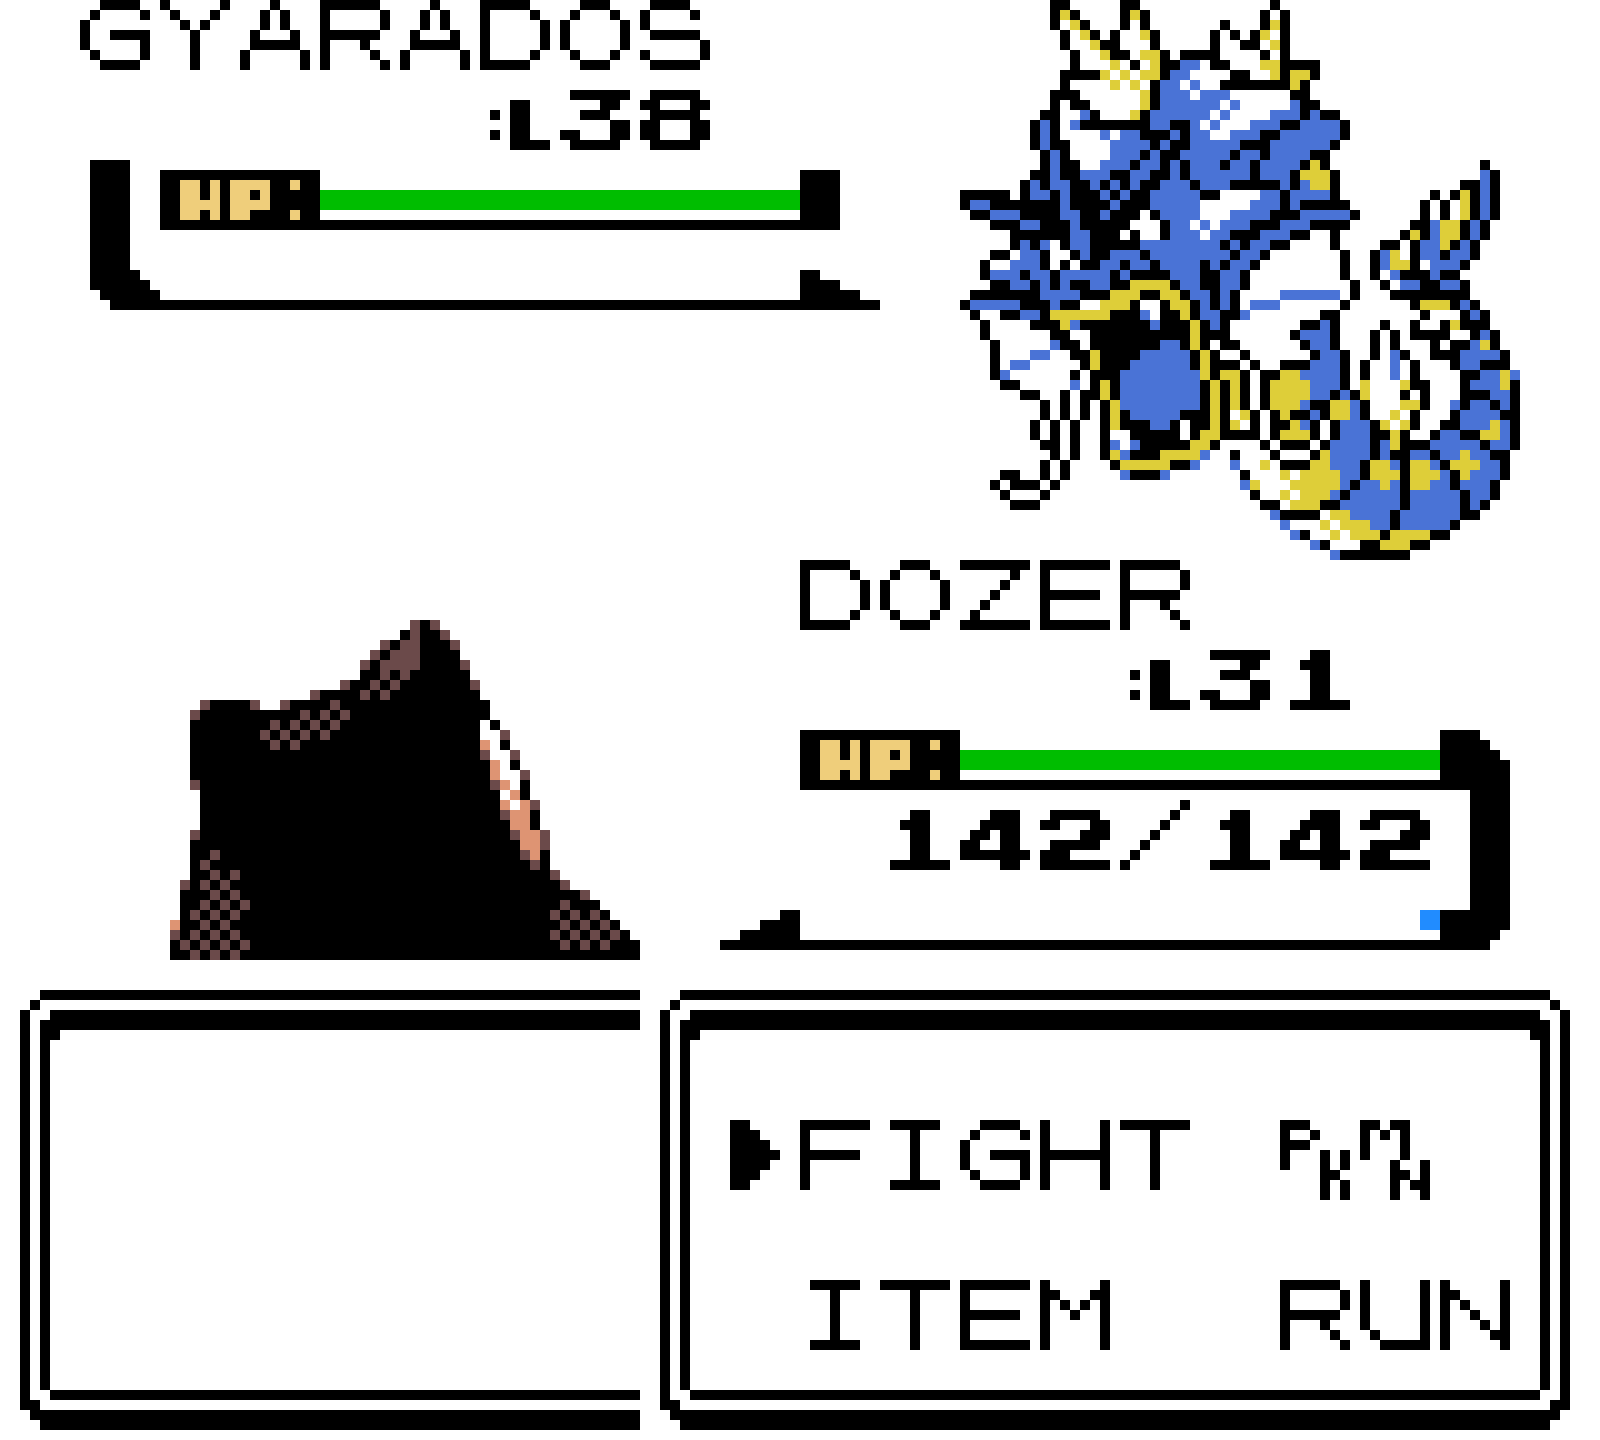 GYARADOS
:L38
HP:
DOZER
:L31
HP:
142/142
▶FIGHT PKMN
ITEM RUN